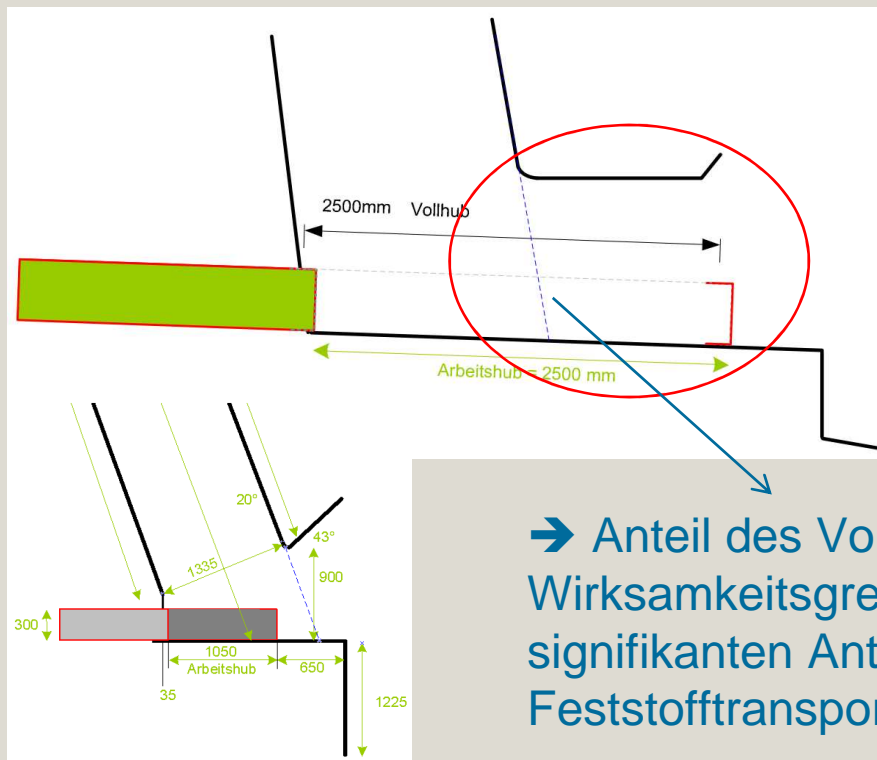 2500mm Vollhub
Arbeitshub = 2500 mm
20°
43°
1335
900
300
1050
Arbeitshub
650
35
1225
➔ Anteil des Vo
Wirksamkeitsgre
signifikanten Ant
Feststofftranspor